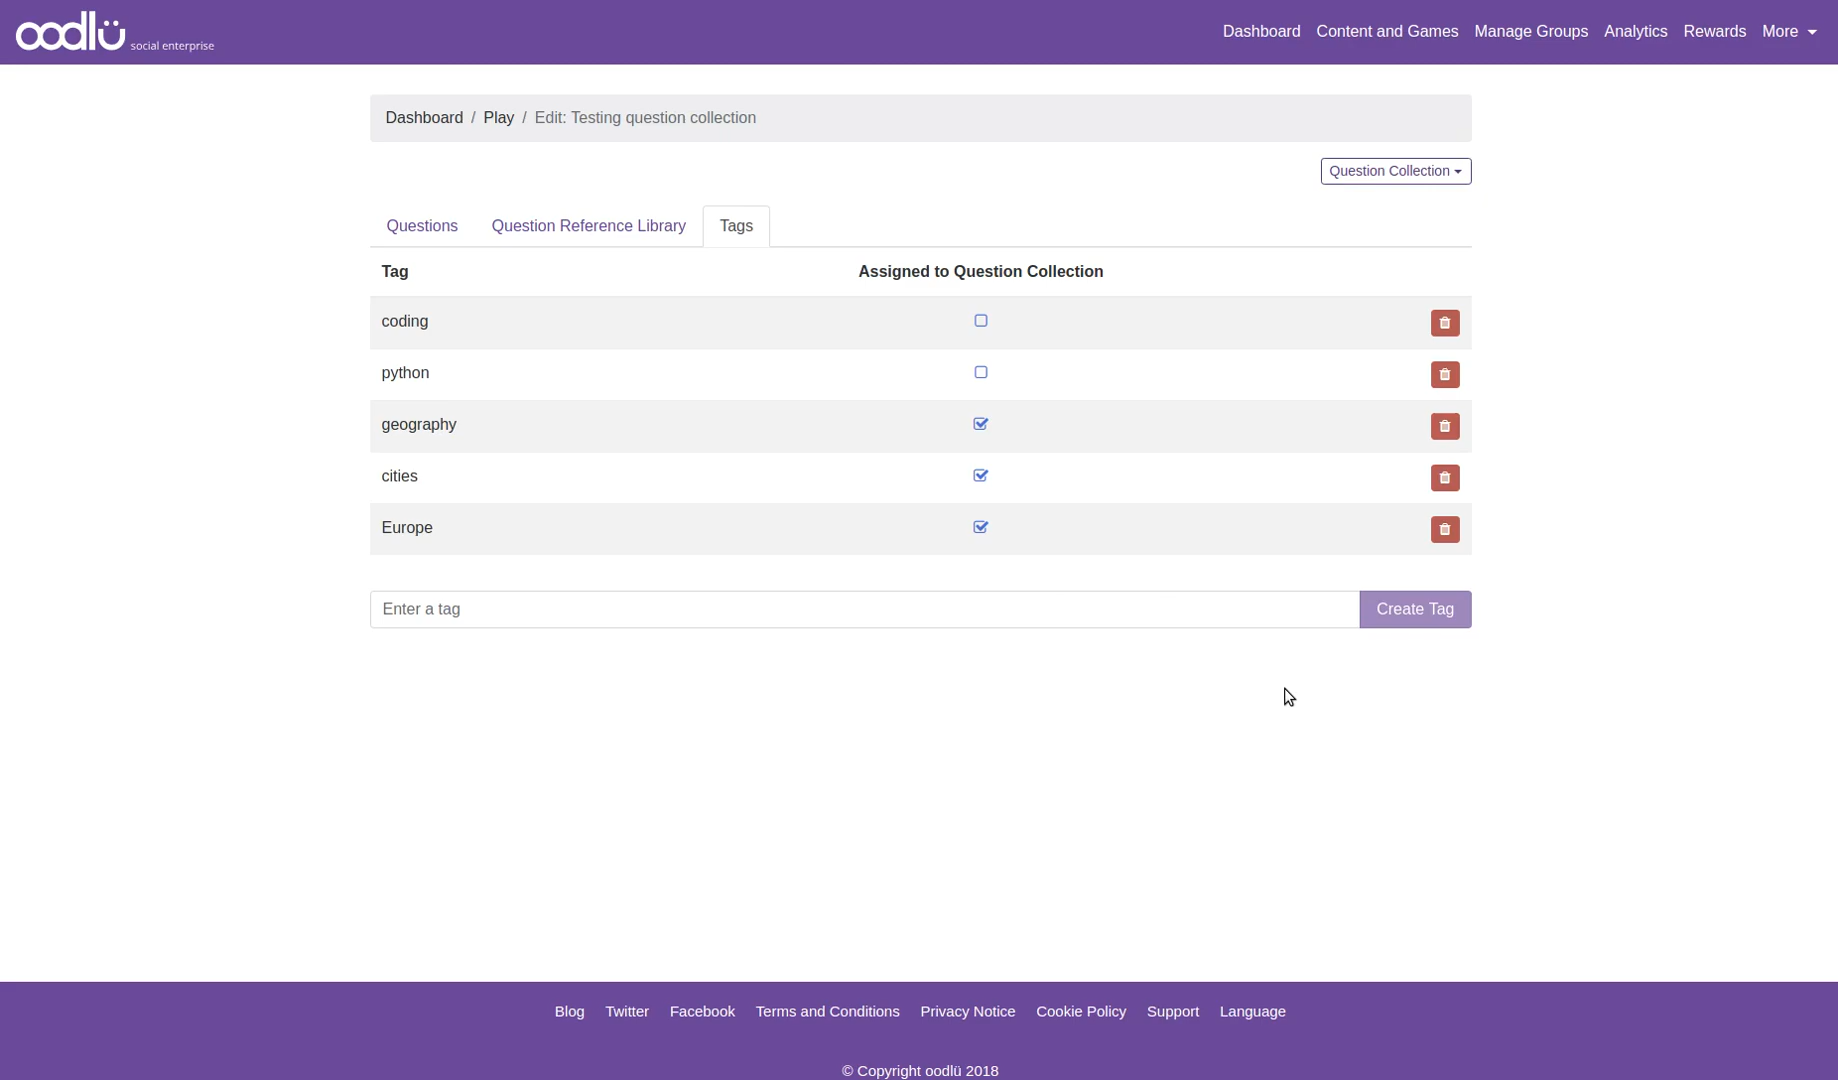 oodlü social enterprise
Dashboard Content and Games Manage Groups Analytics Rewards More
Dashboard / Play / Edit: Testing question collection
Question Collection
Questions Question Reference Library Tags
Tag Assigned to Question Collection
coding
python
geography
cities
Europe
Enter a tag Create Tag
Blog Twitter Facebook Terms and Conditions Privacy Notice Cookie Policy Support Language
© Copyright oodlü 2018